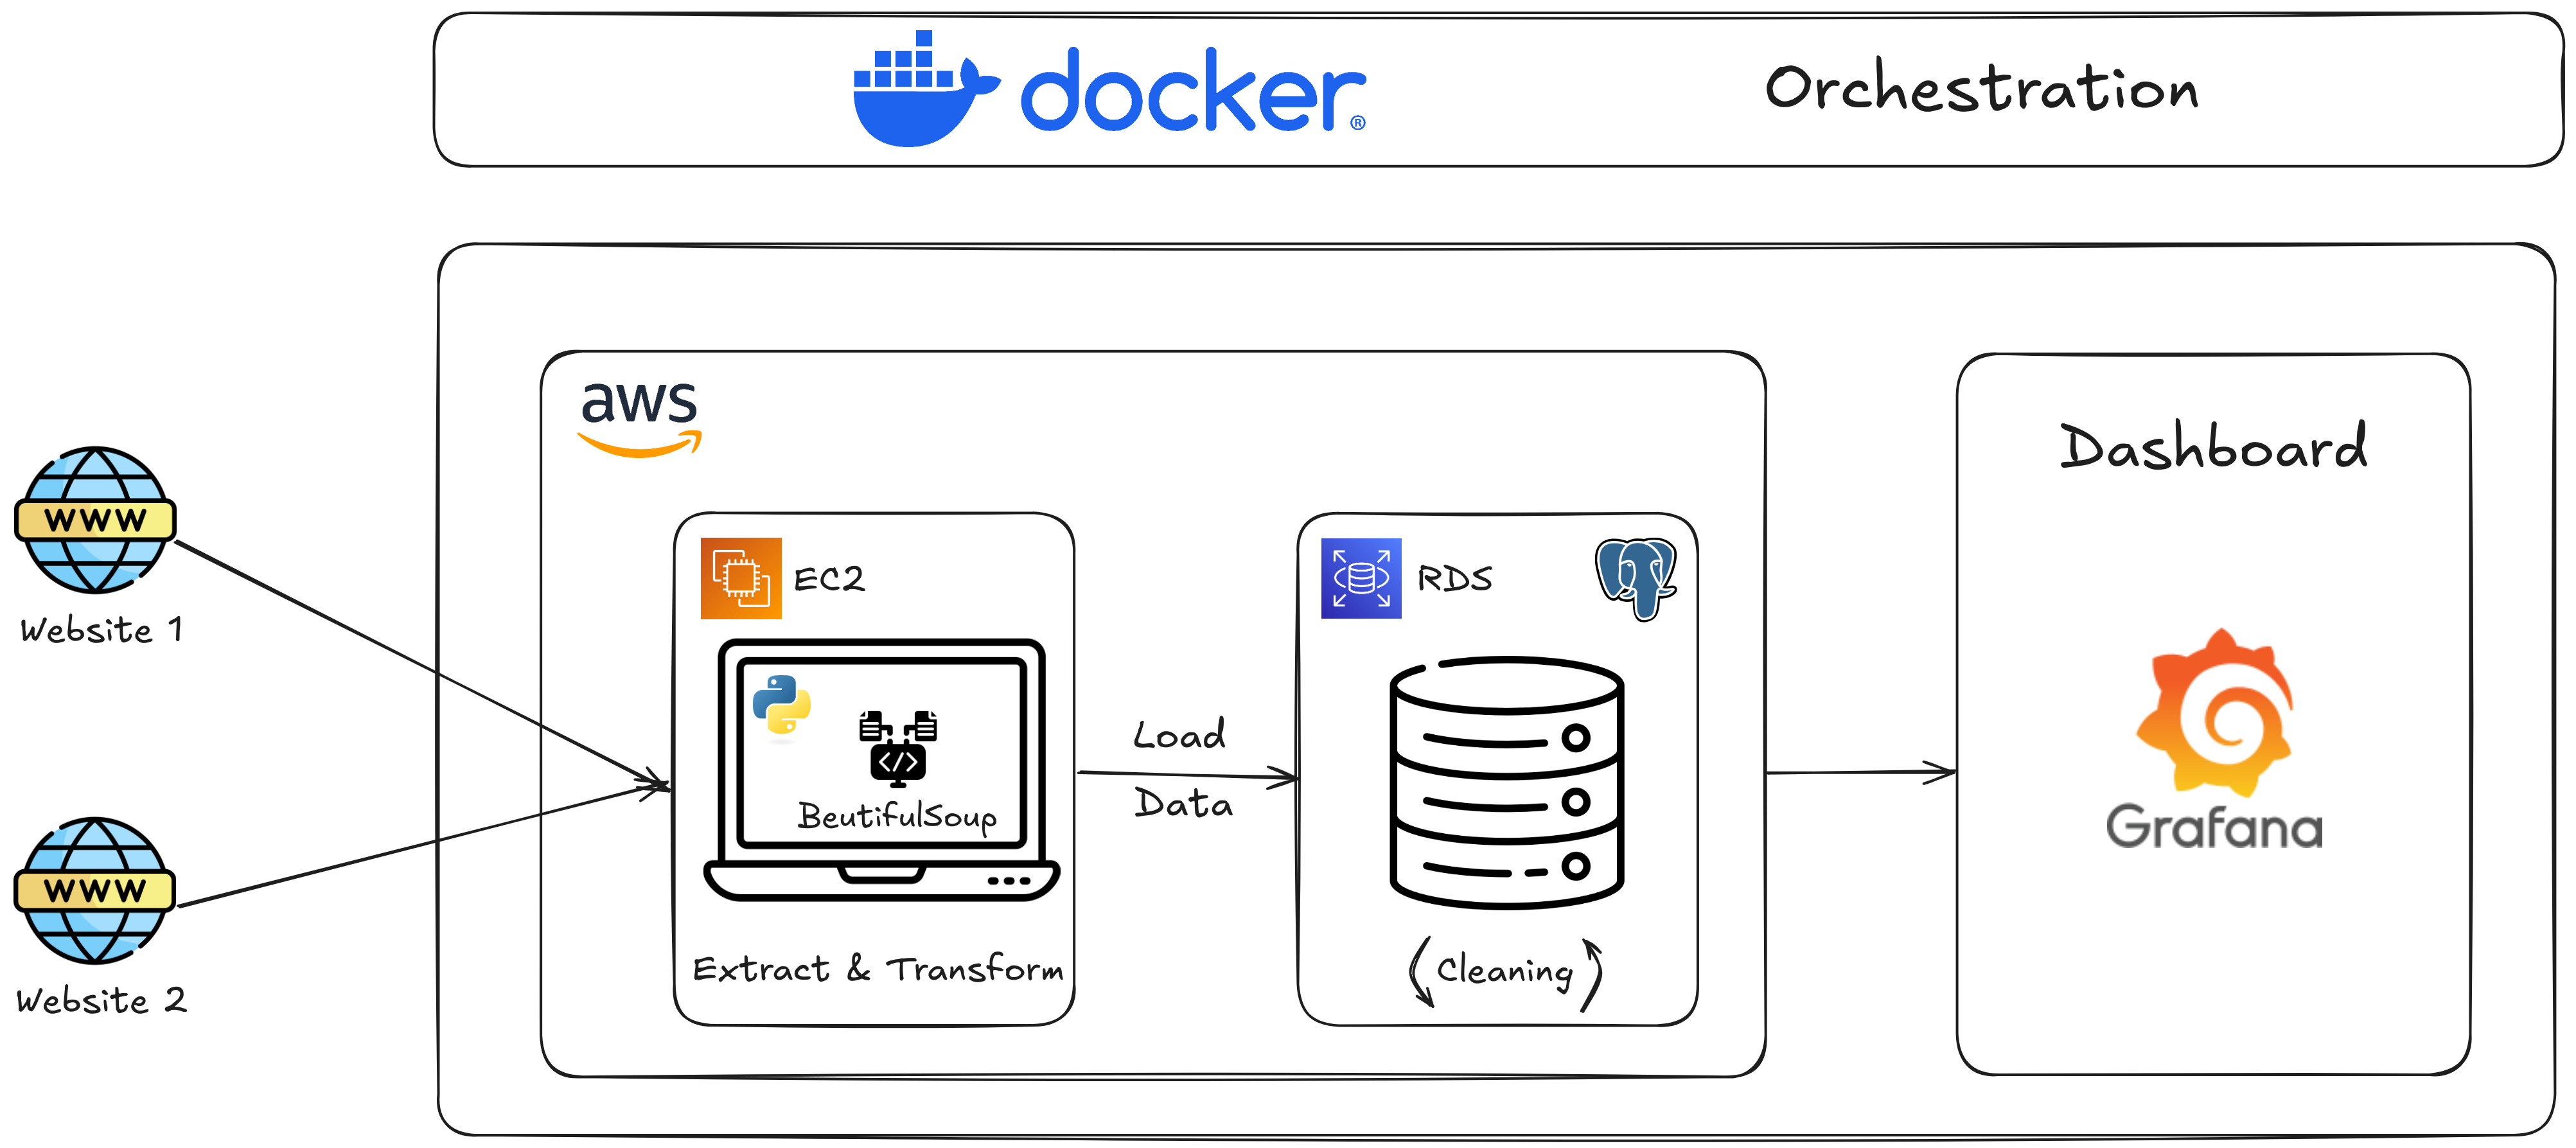 docker®
Orchestration
aws
Dashboard
WWW
Website 1
EC2
RDS
</>
BeutifulSoup
Load
Data
Grafana
WWW
Website 2
Extract & Transform
Cleaning